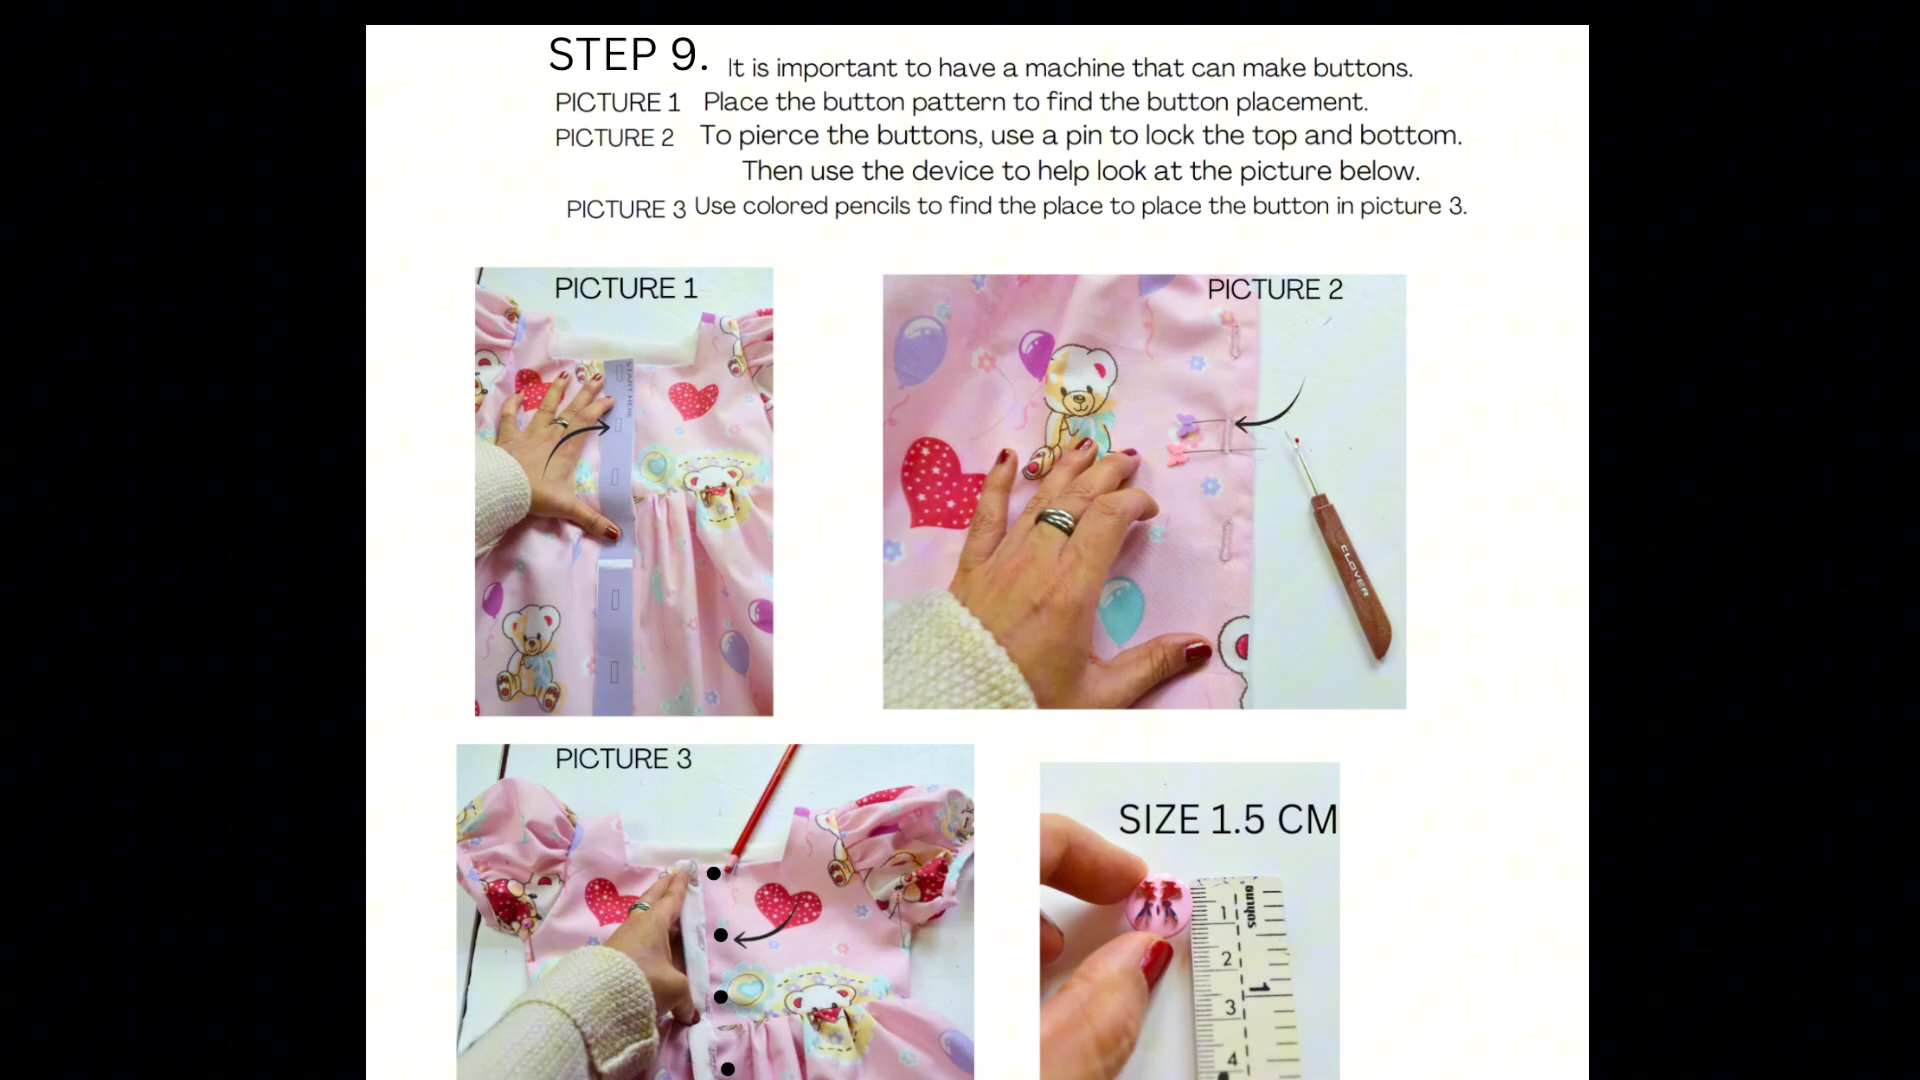 STEP 9. It is important to have a machine that can make buttons.
PICTURE 1 Place the button pattern to find the button placement.
PICTURE 2 To pierce the buttons, use a pin to lock the top and bottom.
Then use the device to help look at the picture below.
PICTURE 3 Use colored pencils to find the place to place the button in picture 3.
PICTURE 1
START HERE
PICTURE 2
CLOVER
PICTURE 3
SIZE 1.5 CM
1
2
3
4
1